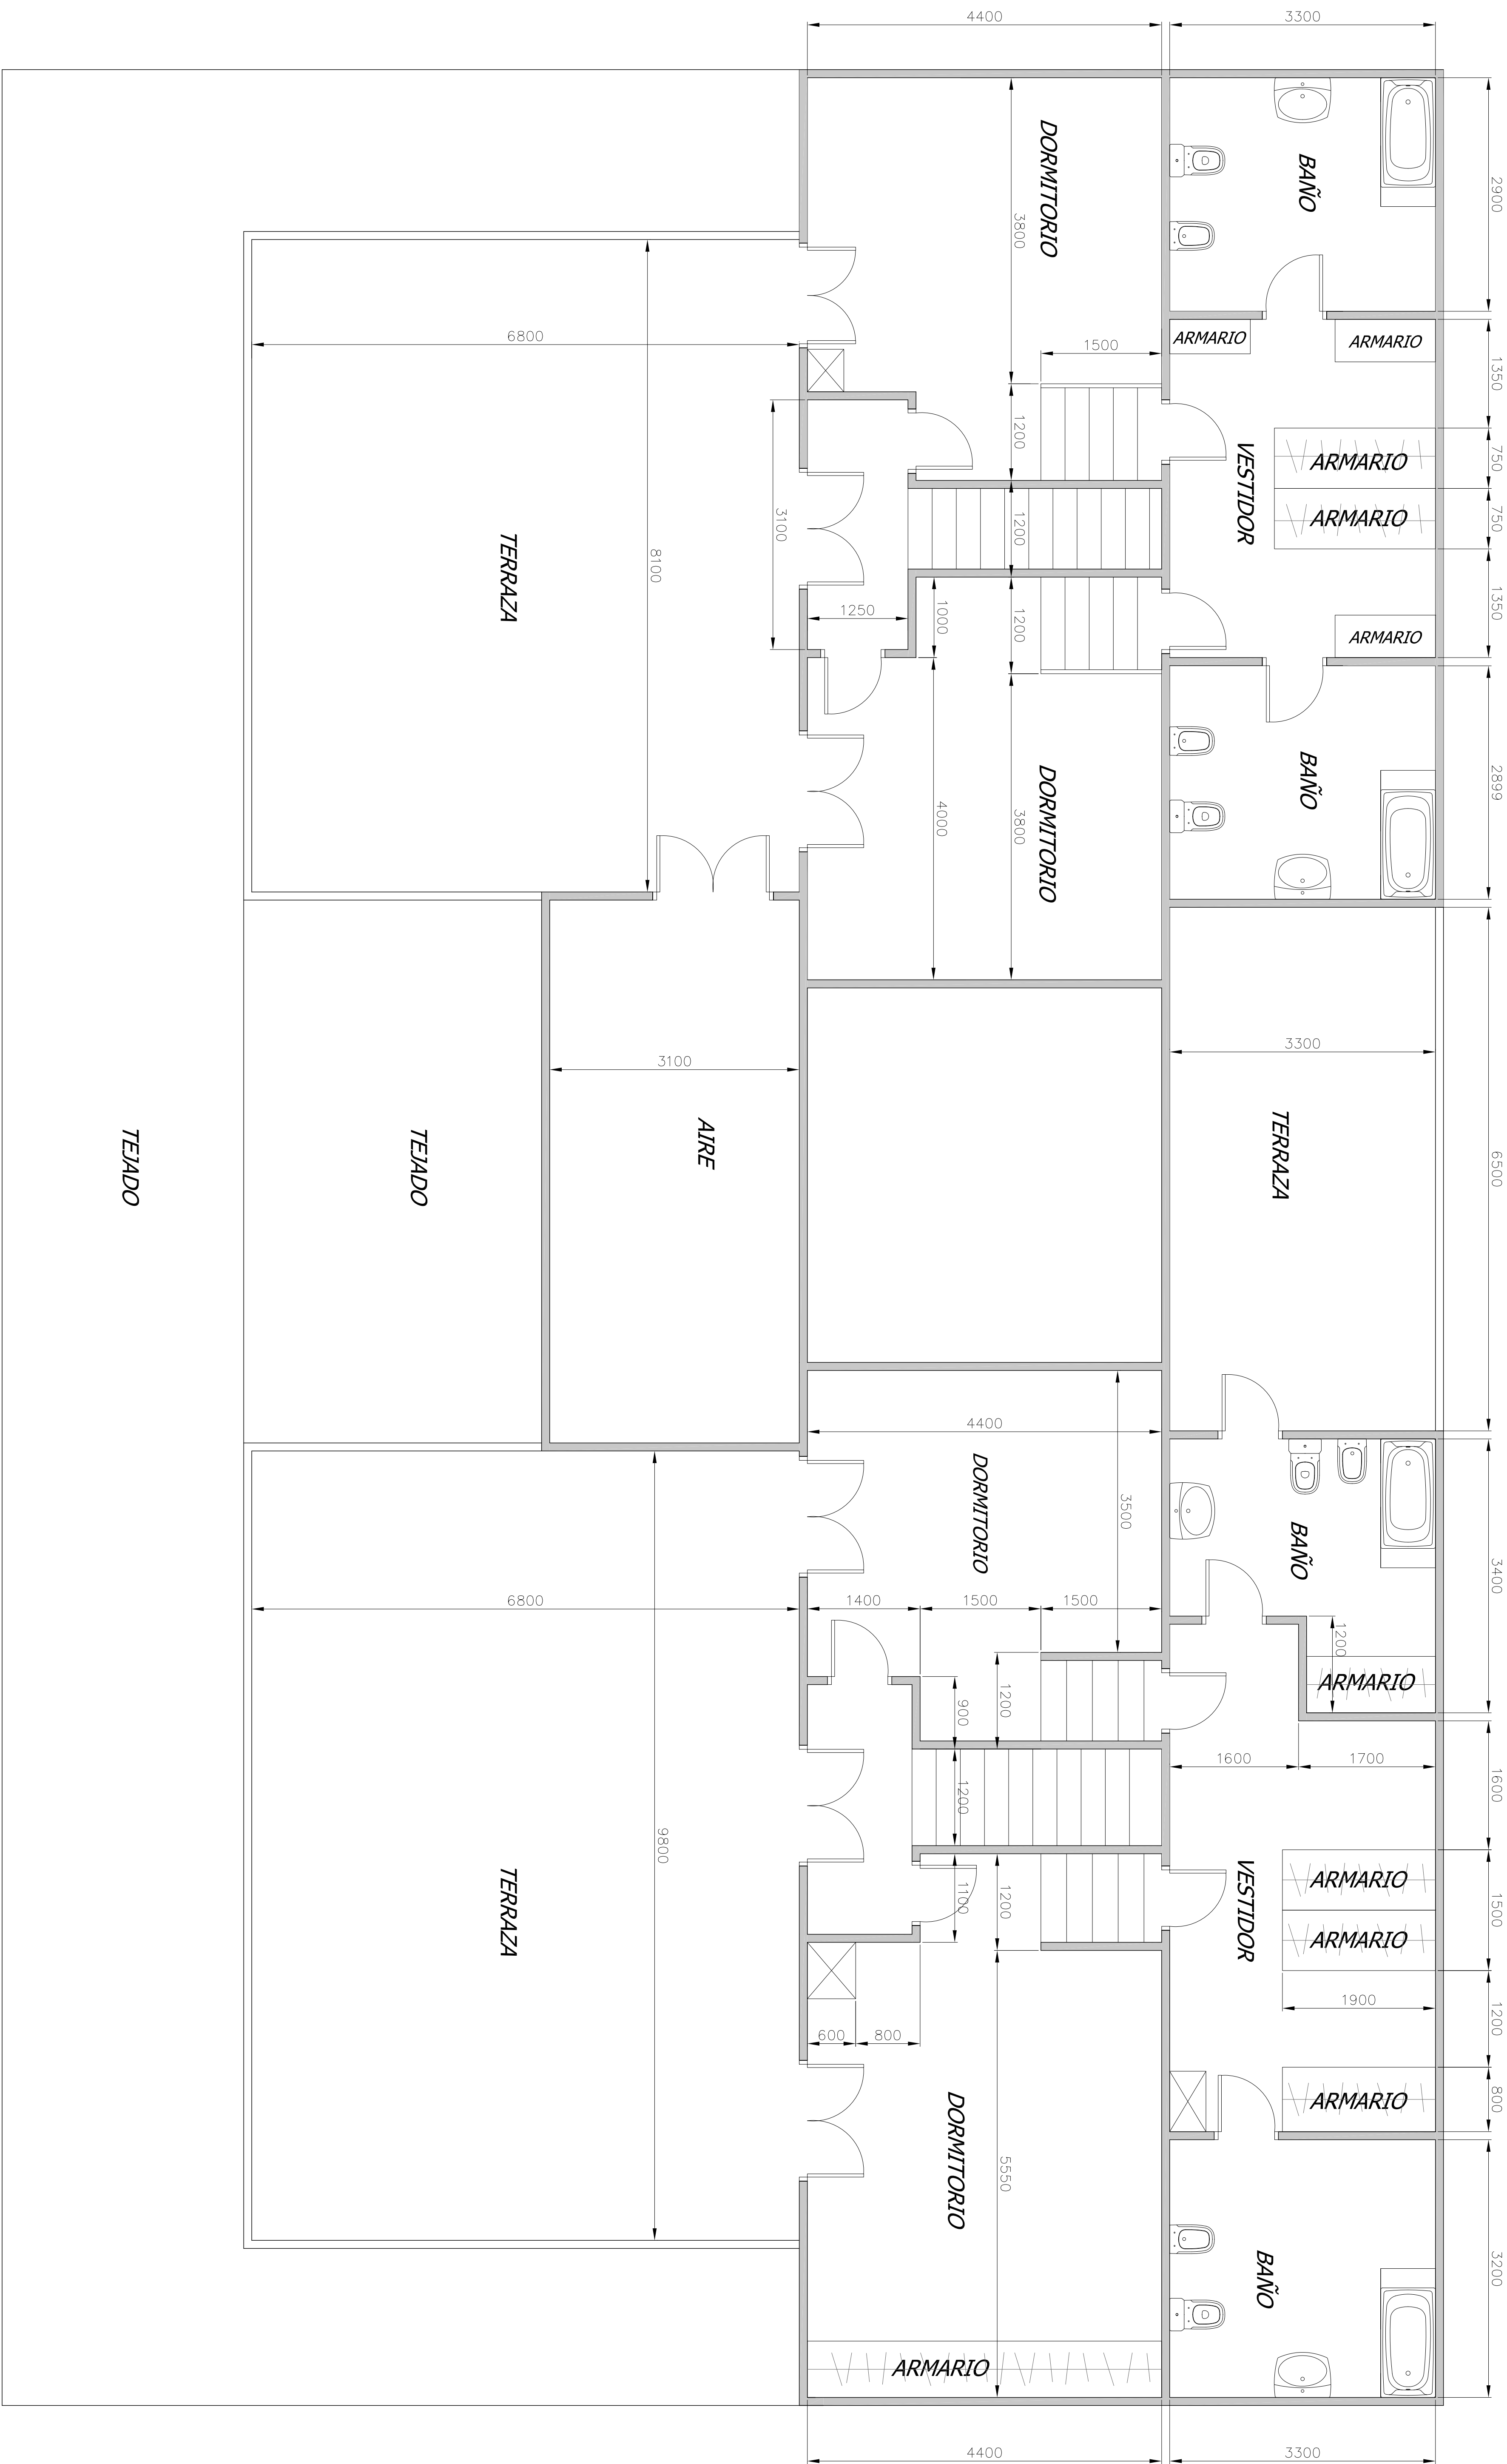 4400
3300
2900
BAÑO
DORMITORIO
3800
ARMARIO
ARMARIO
1350
1500
6800
1200
ARMARIO
750
VESTIDOR
ARMARIO
750
1200
3100
8100
TERRAZA
1250
1000
1200
1350
ARMARIO
BAÑO
2899
DORMITORIO
3800
4000
3300
3100
TERRAZA
6500
AIRE
TEJADO
TEJADO
4400
3500
DORMITORIO
BAÑO
3400
6800
1400
1500
1500
1200
ARMARIO
1200
900
1600
1700
1600
1200
9800
TERRAZA
1100
1200
VESTIDOR
ARMARIO
ARMARIO
1500
1900
1200
600
800
ARMARIO
800
DORMITORIO
5550
BAÑO
3200
ARMARIO
4400
3300